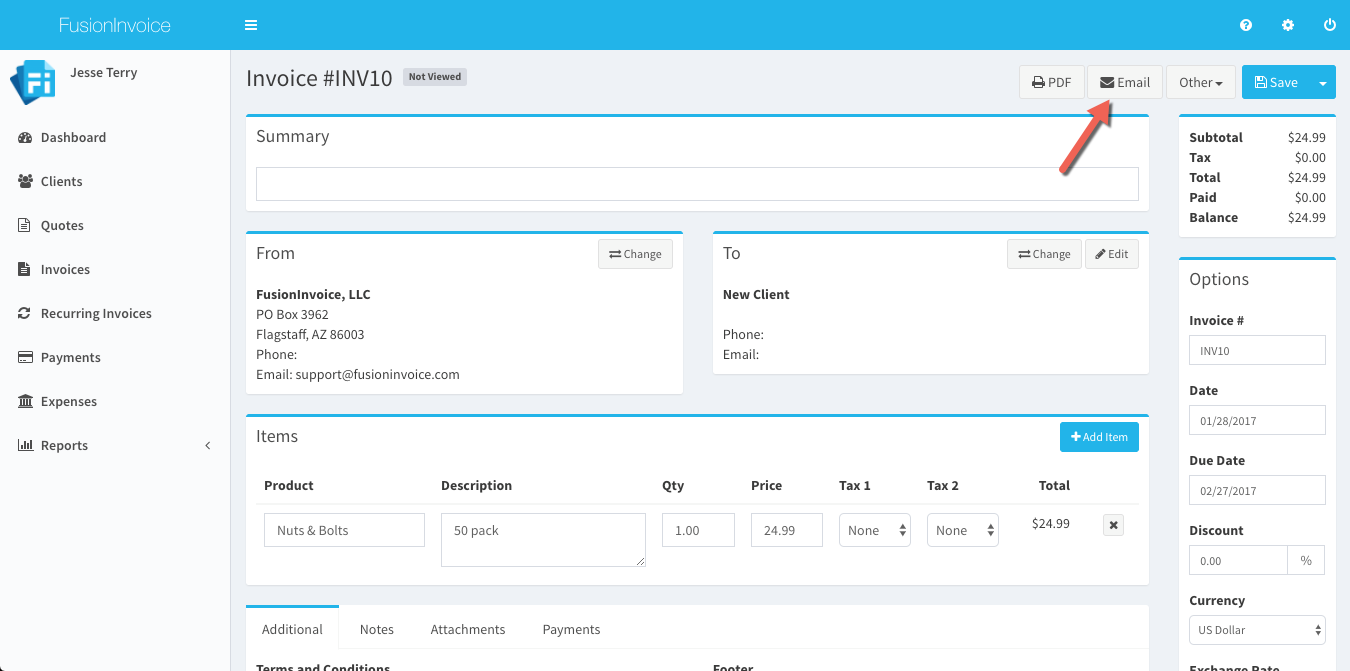 FusionInvoice
Jesse Terry
Dashboard
Clients
Quotes
Invoices
Recurring Invoices
Payments
Expenses
Reports
Invoice #INV10 Not Viewed
PDF Email Other Save
Summary
From Change
FusionInvoice, LLC
PO Box 3962
Flagstaff, AZ 86003
Phone:
Email: support@fusioninvoice.com
To Change Edit
New Client
Phone:
Email:
Items Add Item
Product Description Qty Price Tax 1 Tax 2 Total
Nuts & Bolts 50 pack 1.00 24.99 None None $24.99
Additional Notes Attachments Payments
Terms and Conditions Footer
Subtotal $24.99
Tax $0.00
Total $24.99
Paid $0.00
Balance $24.99
Options
Invoice #
INV10
Date
01/28/2017
Due Date
02/27/2017
Discount
0.00 %
Currency
US Dollar
Exchange Rate